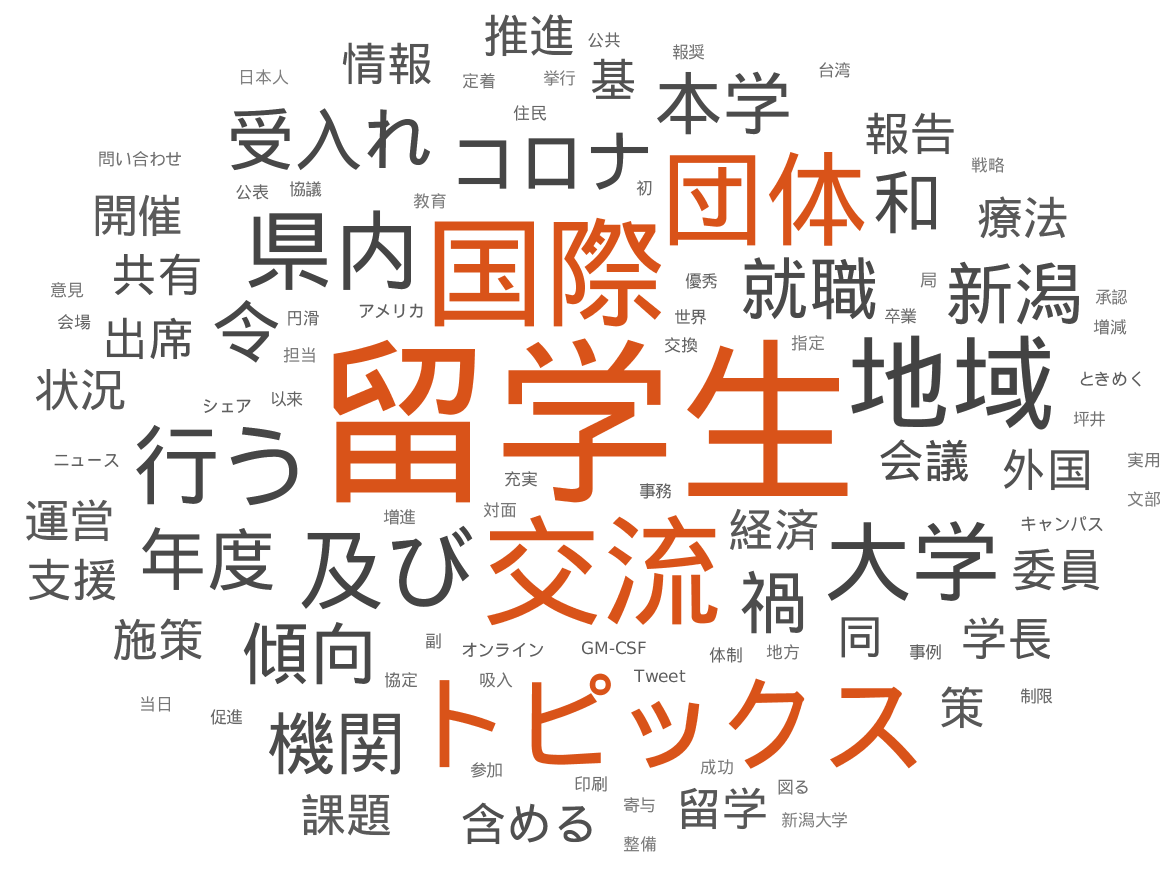 推進
公共
情報
報奨
台湾
日本人
定着
挙行
基
本学
受入れ
住民
コロナ
報告
問い合わせ
団体
戦略
公表
協議
教育
初
和
開催
県内
国際
療法
共有
優秀
就職
局
新潟
意見
アメリカ
承認
会場
令
円滑
世界
卒業
増減
出席
担当
交換
指定
留学生
地域
ときめく
状況
シェア
以来
坪井
ニュース
行う
会議
外国
実用
充実
事務
文部
運営
増進
対面
経済
キャンパス
支援
年度
及び
交流
大学
委員
禍
施策
傾向
副
オンライン
GM-CSF
体制
地方
同
事例
学長
協定
吸入
Tweet
当日
促進
トピックス
策
制限
機関
参加
成功
印刷
図る
課題
含める
寄与
留学
新潟大学
整備